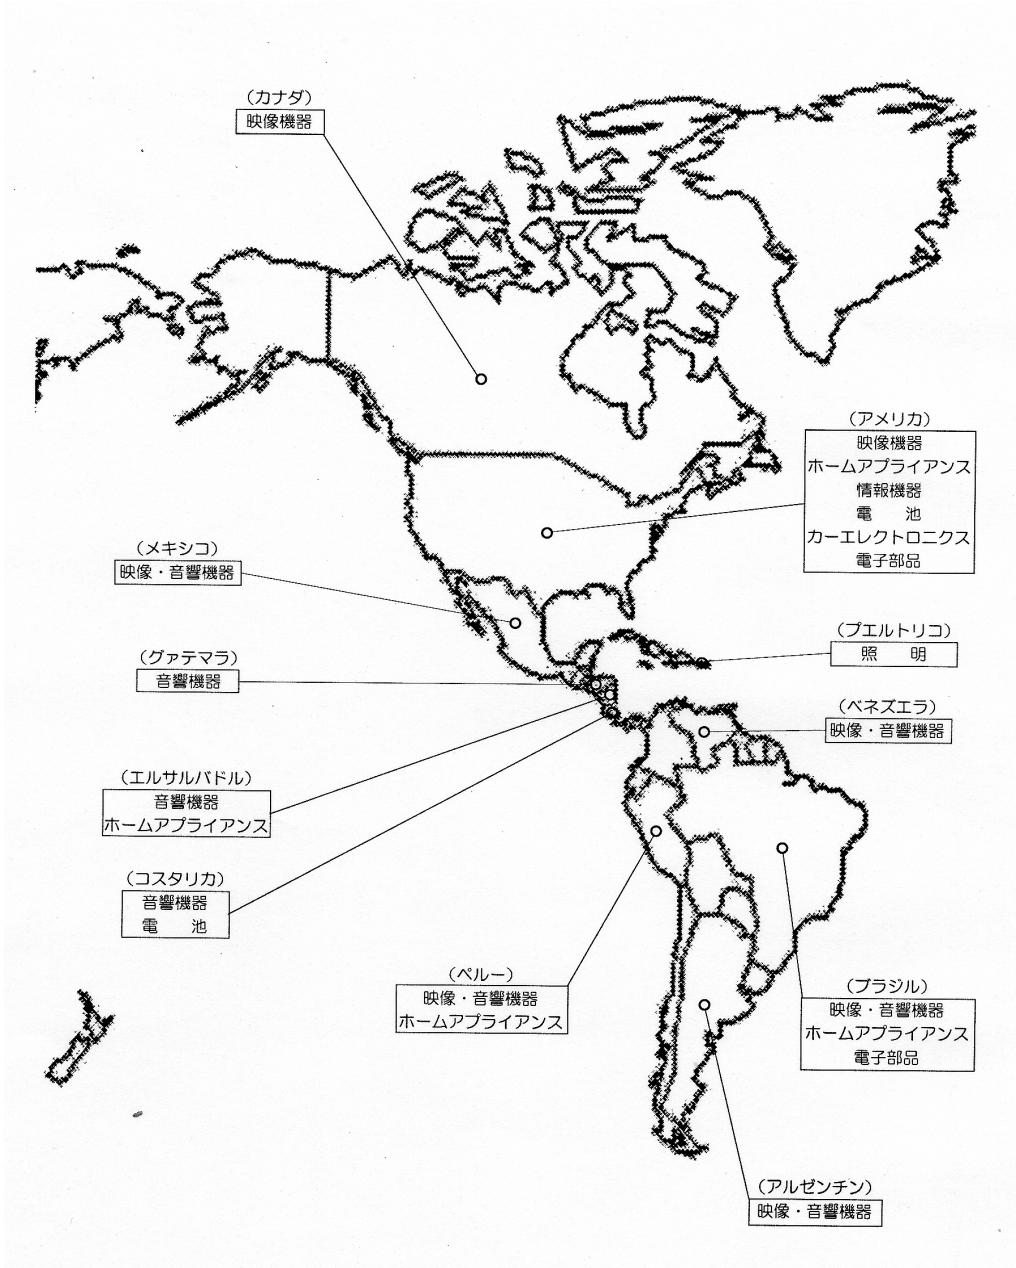 （カナダ）
映像機器
（アメリカ）
映像機器
ホームアプライアンス
情報機器
電　　池
カーエレクトロニクス
電子部品
（メキシコ）
映像・音響機器
（プエルトリコ）
照　　明
（グァテマラ）
音響機器
（ベネズエラ）
映像・音響機器
（エルサルバドル）
音響機器
ホームアプライアンス
（コスタリカ）
音響機器
電　　池
（ペルー）
映像・音響機器
ホームアプライアンス
（ブラジル）
映像・音響機器
ホームアプライアンス
電子部品
（アルゼンチン）
映像・音響機器